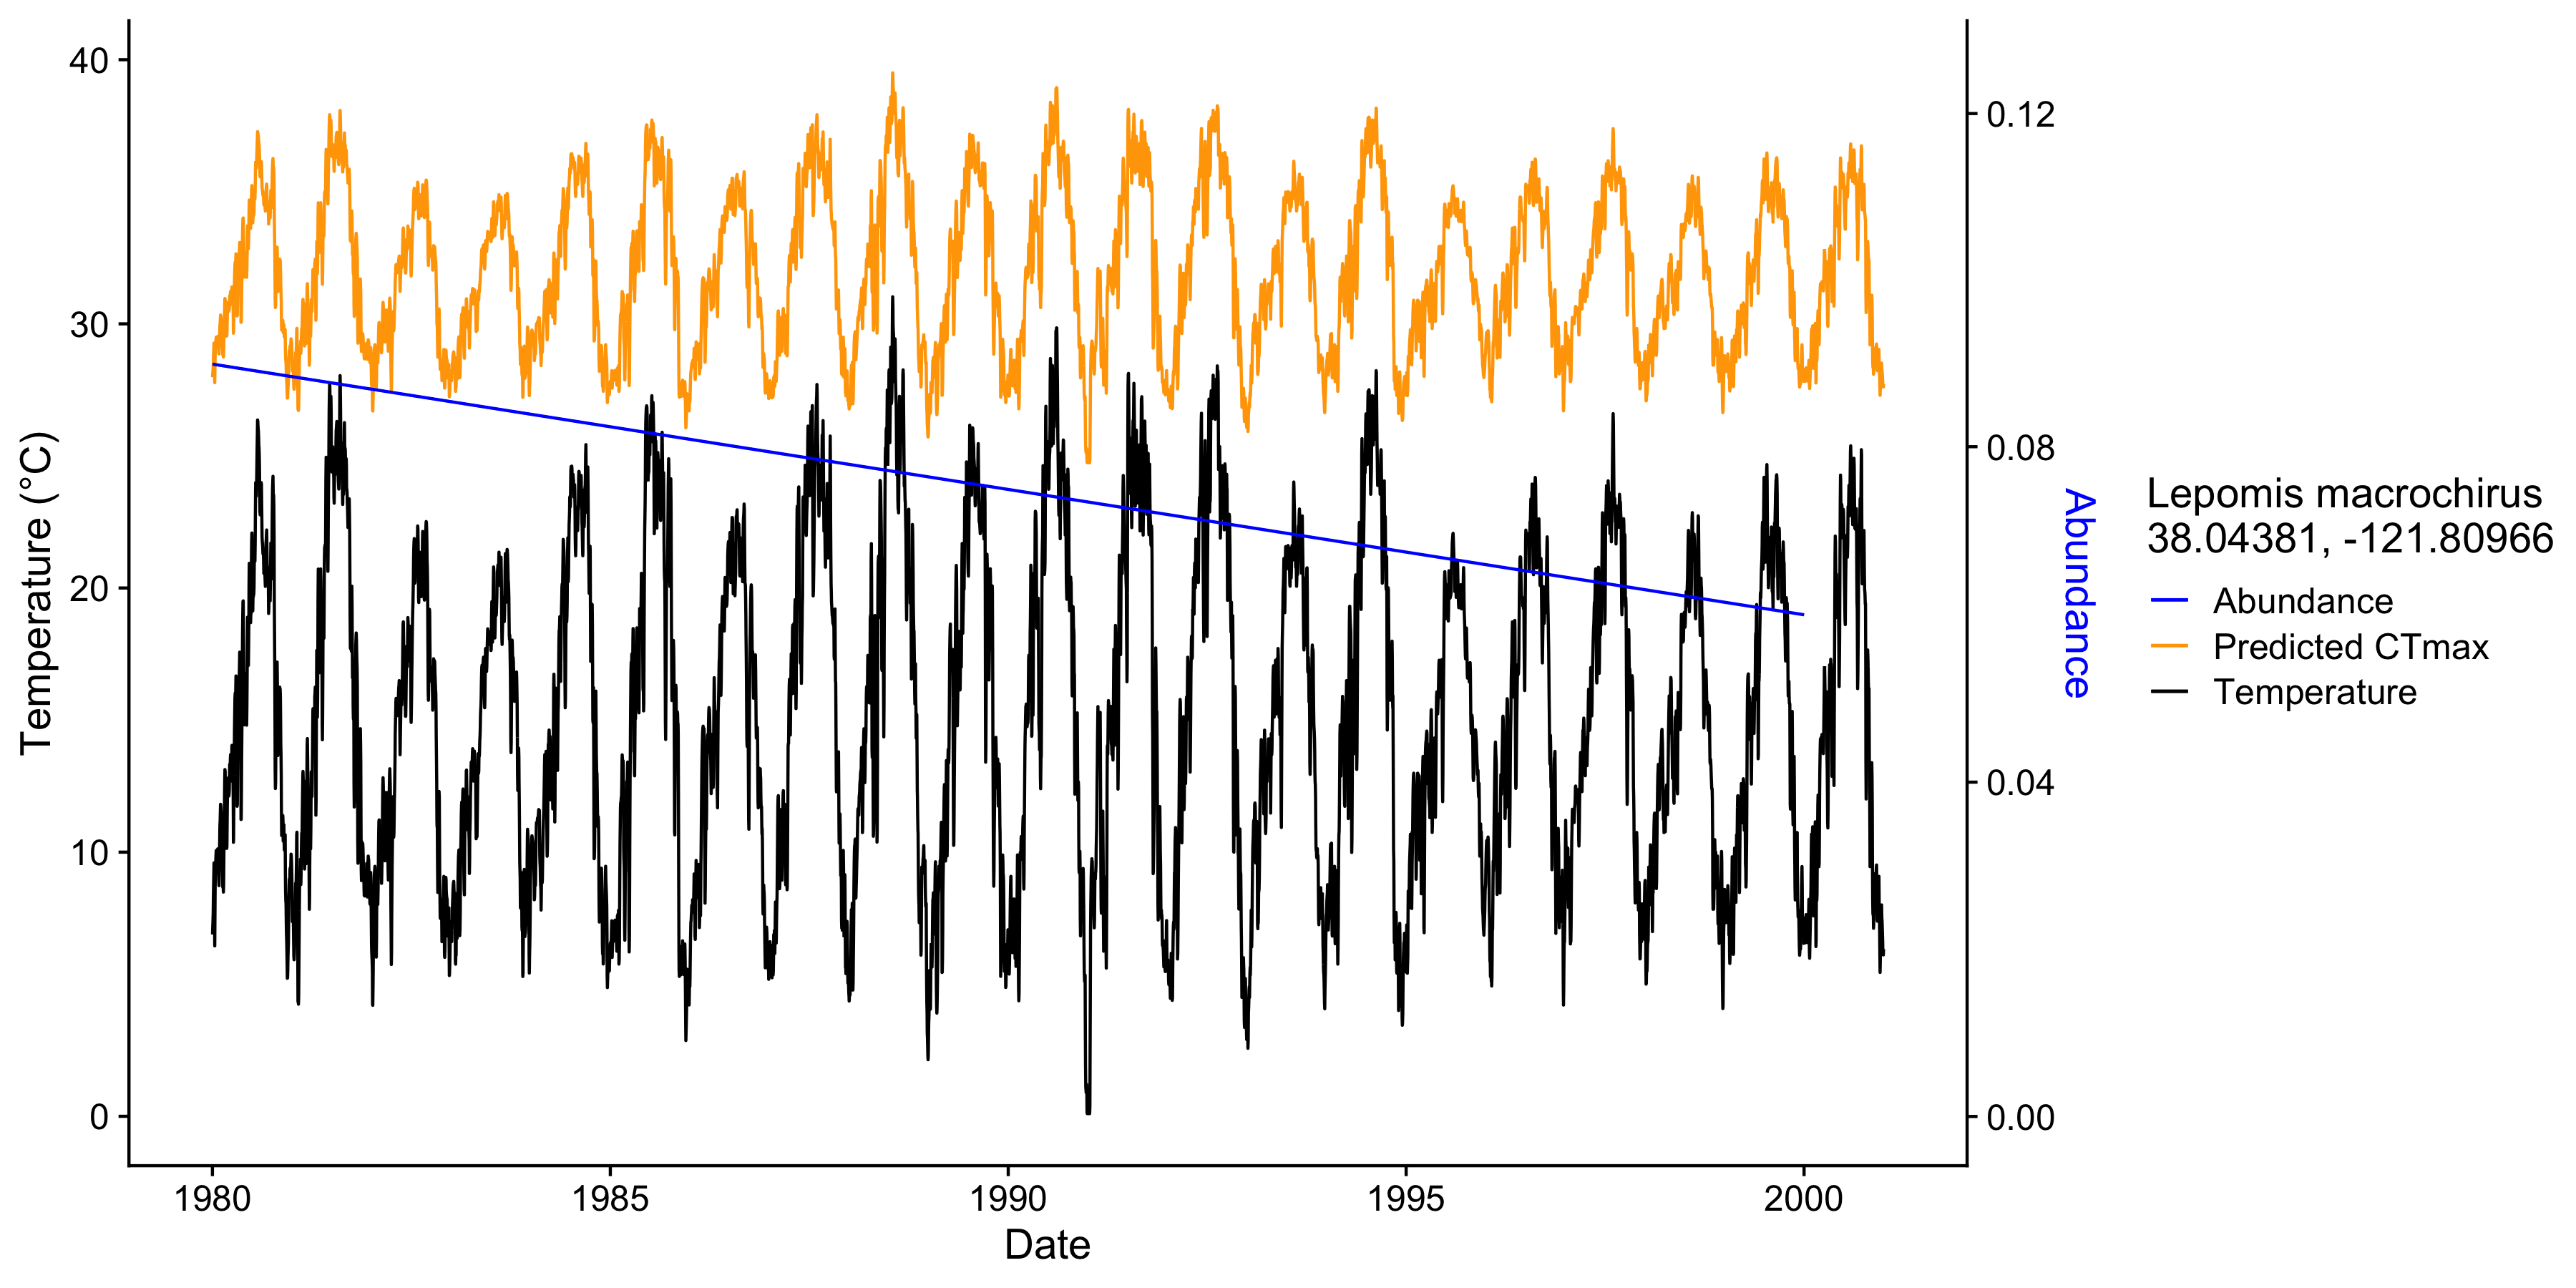 40
30
20
10
0
Temperature (°C)
1980
1985
1990
1995
2000
Date
0.12
0.08
0.04
0.00
Abundance
Lepomis macrochirus
38.04381, -121.80966
Abundance
Predicted CTmax
Temperature